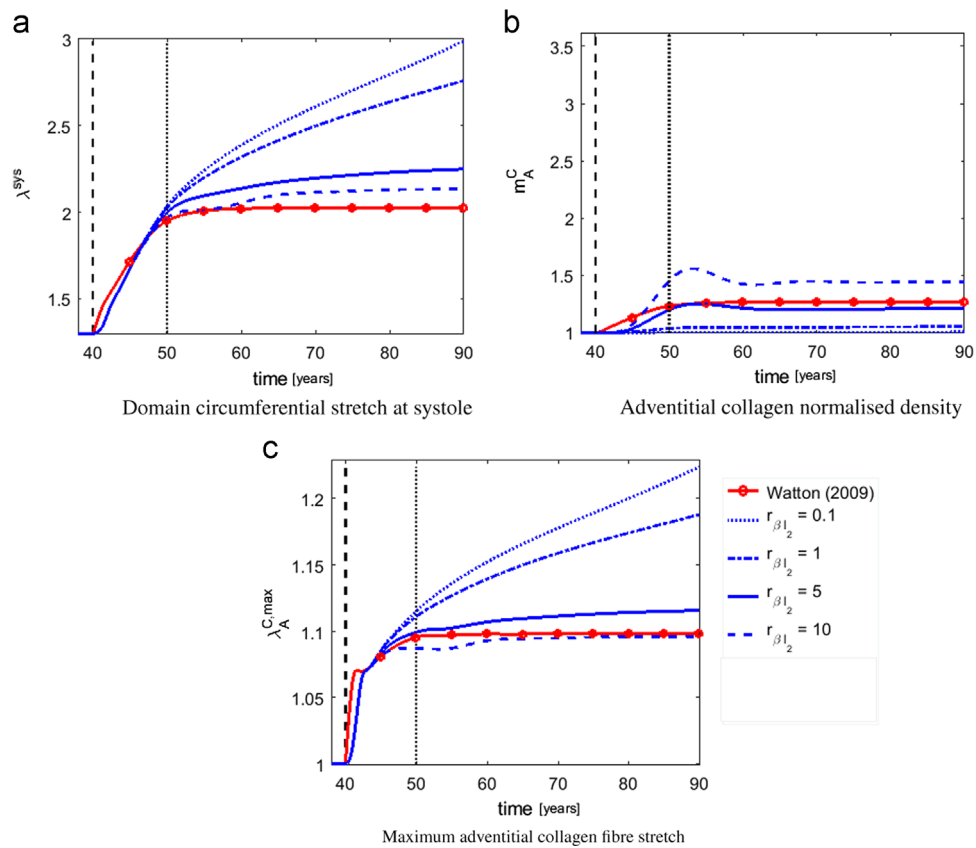 a
3
2.5
2
1.5
λ^sys
40 50 60 70 80 90
time [years]
Domain circumferential stretch at systole
b
3.5
3
2.5
2
1.5
1
m_A^C
40 50 60 70 80 90
time [years]
Adventitial collagen normalised density
c
1.2
1.15
1.1
1.05
1
λ_A^C,max
40 50 60 70 80 90
time [years]
Maximum adventitial collagen fibre stretch
Watton (2009)
r_βI_2 = 0.1
r_βI_2 = 1
r_βI_2 = 5
r_βI_2 = 10